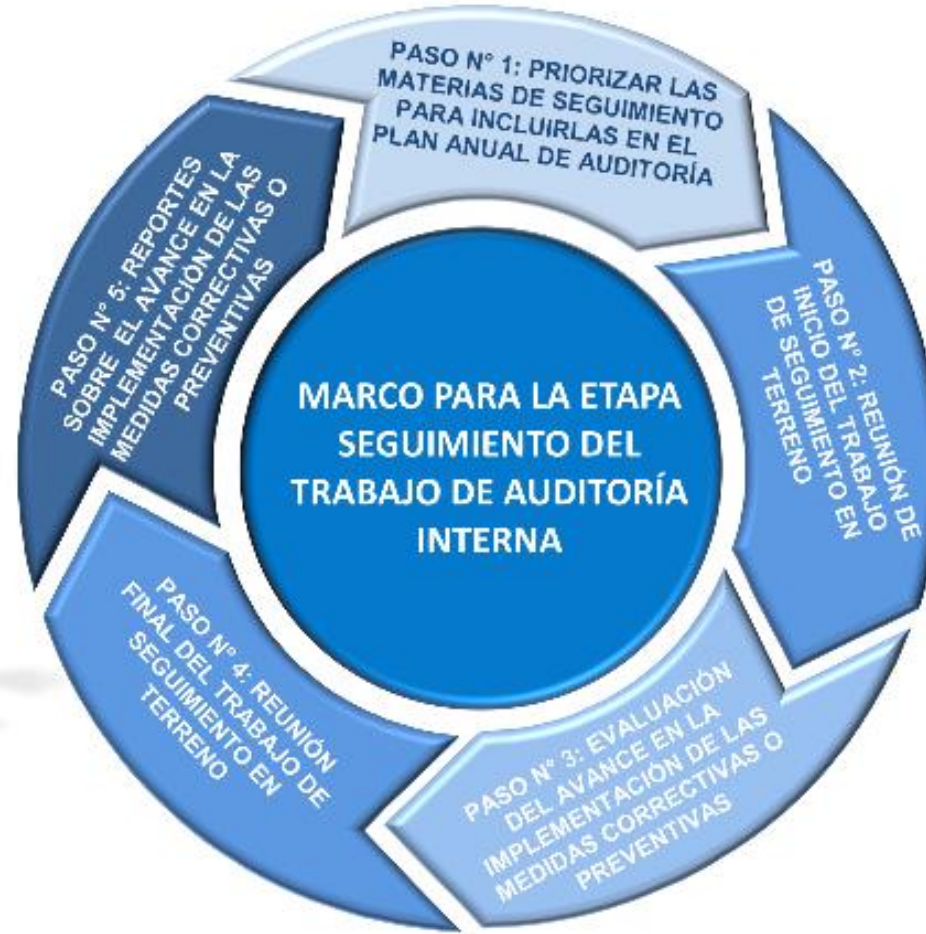 PASO N° 1: PRIORIZAR LAS
MATERIAS DE SEGUIMIENTO
PARA INCLUIRLAS EN EL
PLAN ANUAL DE AUDITORÍA
PASO N° 2: REUNIÓN DE
INICIO DEL TRABAJO
DE SEGUIMIENTO EN
TERRENO
PASO N° 3: EVALUACIÓN
DEL AVANCE EN LA
IMPLEMENTACIÓN DE LAS
MEDIDAS CORRECTIVAS O
PREVENTIVAS
PASO N° 4: REUNIÓN
FINAL DEL TRABAJO DE
SEGUIMIENTO EN
TERRENO
PASO N° 5: REPORTES
SOBRE EL AVANCE EN LA
IMPLEMENTACIÓN DE LAS
MEDIDAS CORRECTIVAS O
PREVENTIVAS
MARCO PARA LA ETAPA
SEGUIMIENTO DEL
TRABAJO DE AUDITORÍA
INTERNA